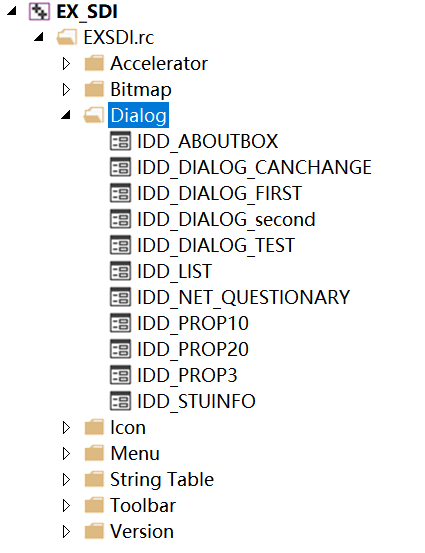 EX_SDI
EXSDI.rc
Accelerator
Bitmap
Dialog
IDD_ABOUTBOX
IDD_DIALOG_CANCHANGE
IDD_DIALOG_FIRST
IDD_DIALOG_second
IDD_DIALOG_TEST
IDD_LIST
IDD_NET_QUESTIONARY
IDD_PROP10
IDD_PROP20
IDD_PROP3
IDD_STUINFO
Icon
Menu
String Table
Toolbar
Version